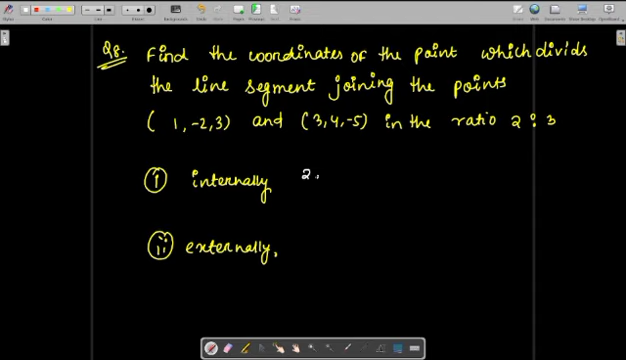 Q8. Find the coordinates of the point which divids
the line segment joining the points
(1, -2, 3) and (3, 4, -5) in the ratio 2 : 3
(i) internally 2.
(ii) externally,